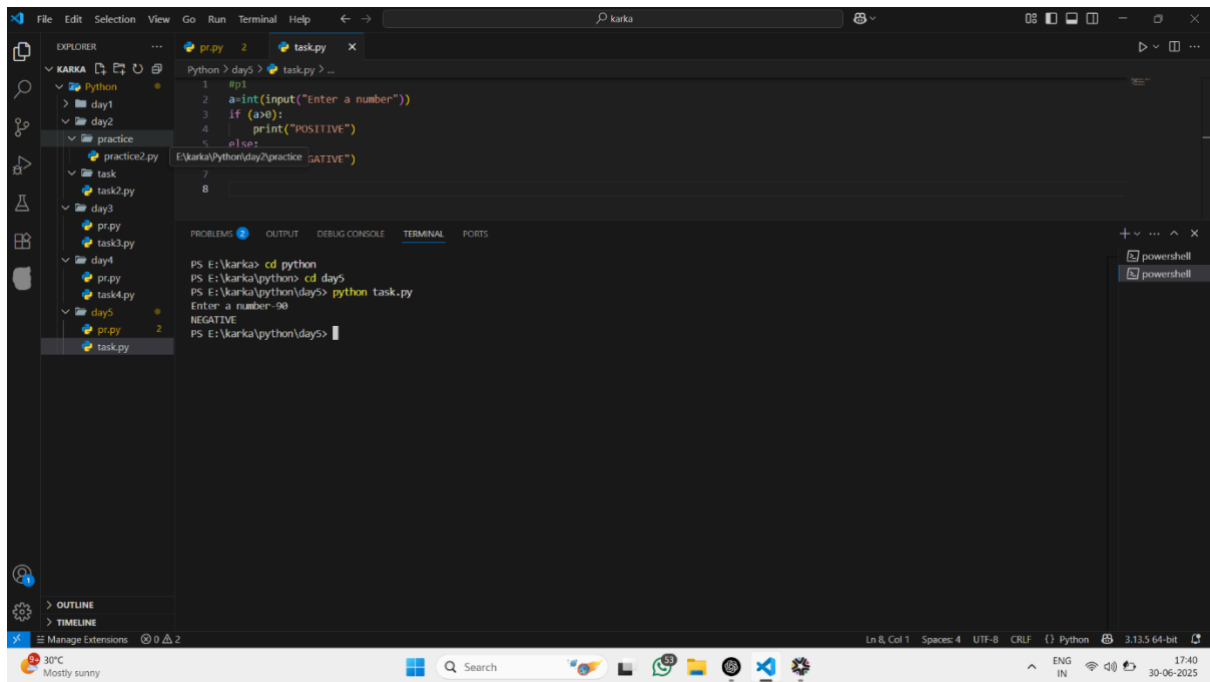 File Edit Selection View Go Run Terminal Help
karka
EXPLORER
KARKA
Python
day1
day2
practice
practice2.py
task
task2.py
day3
pr.py
task3.py
day4
pr.py
task4.py
day5
pr.py 2
task.py
OUTLINE
TIMELINE
pr.py 2 task.py
Python > day5 > task.py > ...
1 #p1
2 a=int(input("Enter a number"))
3 if (a>0):
4 print("POSITIVE")
5 else:
E:\karka\Python\day2\practice GATIVE")
7
8
PROBLEMS 2 OUTPUT DEBUG CONSOLE TERMINAL PORTS
PS E:\karka> cd python
PS E:\karka\python> cd day5
PS E:\karka\python\day5> python task.py
Enter a number-90
NEGATIVE
PS E:\karka\python\day5>
powershell
powershell
Manage Extensions 0 2
Ln 8, Col 1 Spaces: 4 UTF-8 CRLF {} Python 3.13.5 64-bit
9+ 30°C
Mostly sunny
Search
53
ENG
IN
17:40
30-06-2025